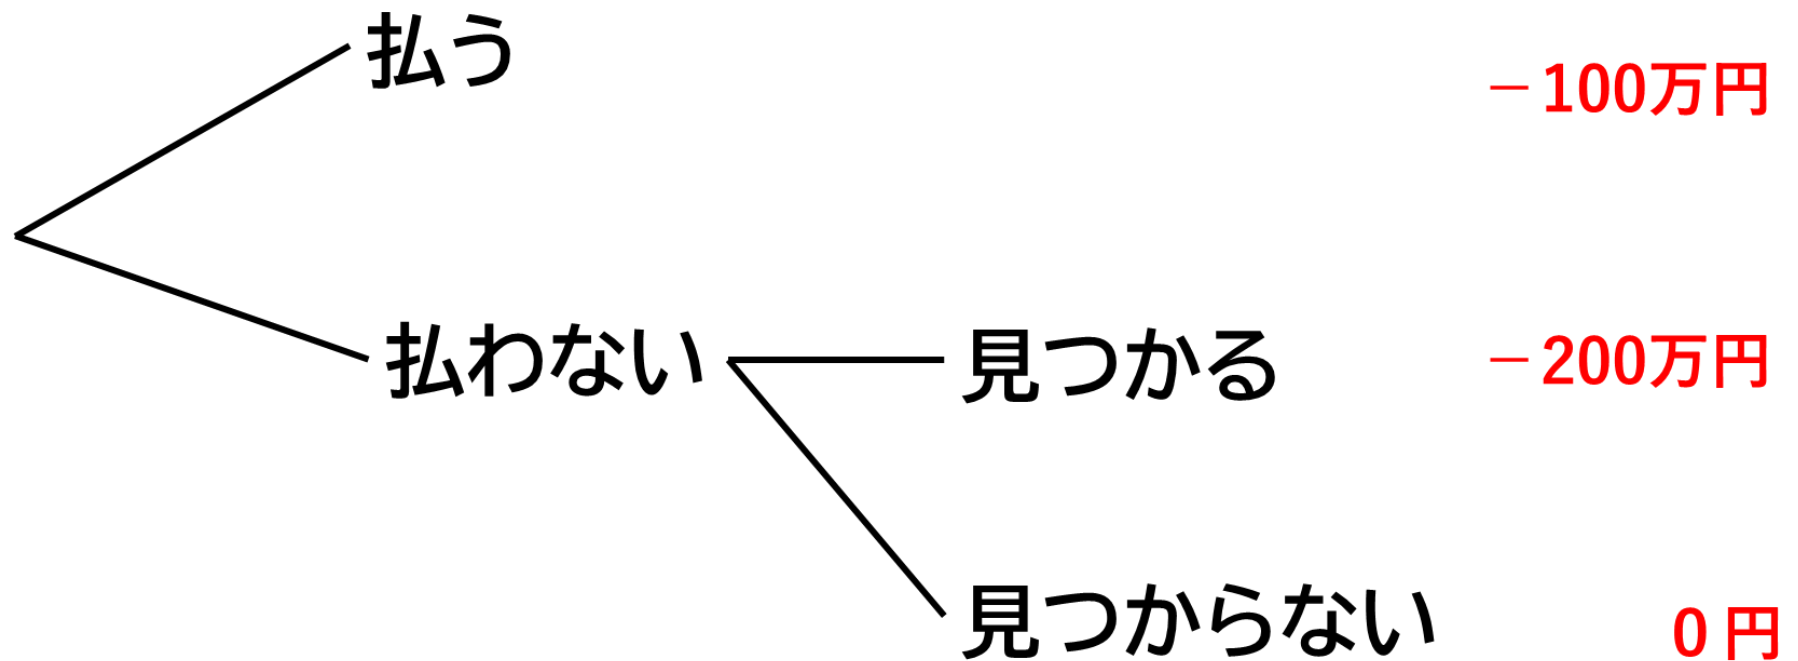 払う
－100万円
払わない
見つかる
－200万円
見つからない
0 円